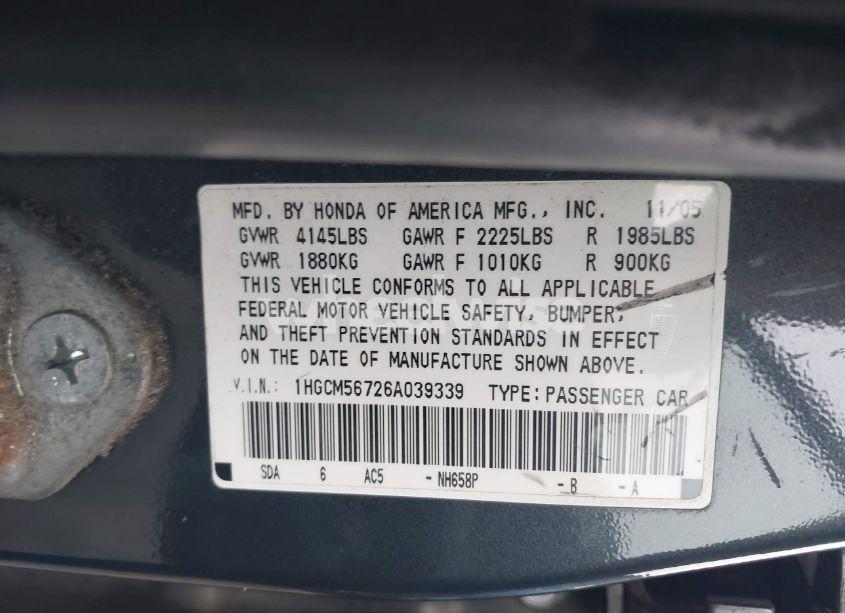 MFD. BY HONDA OF AMERICA MFG., INC. 11/05
GVWR 4145LBS GAWR F 2225LBS R 1985LBS
GVWR 1880KG GAWR F 1010KG R 900KG
THIS VEHICLE CONFORMS TO ALL APPLICABLE
FEDERAL MOTOR VEHICLE SAFETY, BUMPER,
AND THEFT PREVENTION STANDARDS IN EFFECT
ON THE DATE OF MANUFACTURE SHOWN ABOVE.
V.I.N.: 1HGCM56726A039339 TYPE: PASSENGER CAR
SDA 6 AC5 - NH658P - B - A